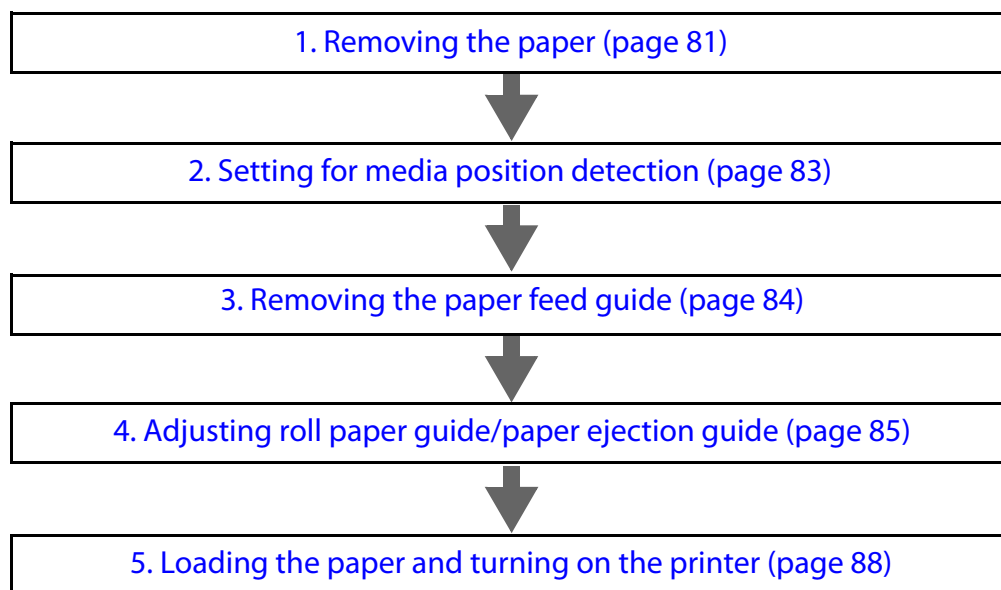 1. Removing the paper (page 81)
2. Setting for media position detection (page 83)
3. Removing the paper feed guide (page 84)
4. Adjusting roll paper guide/paper ejection guide (page 85)
5. Loading the paper and turning on the printer (page 88)